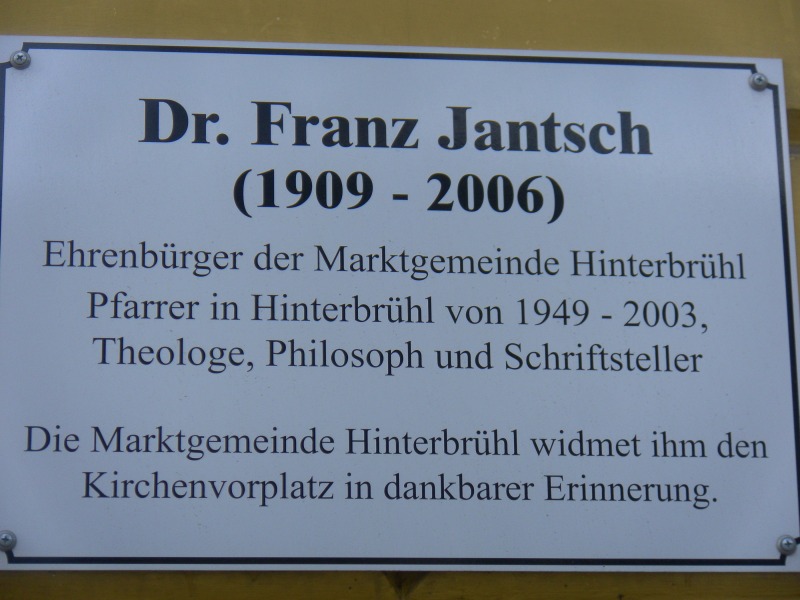 Dr. Franz Jantsch
(1909 - 2006)
Ehrenbürger der Marktgemeinde Hinterbrühl
Pfarrer in Hinterbrühl von 1949 - 2003,
Theologe, Philosoph und Schriftsteller
Die Marktgemeinde Hinterbrühl widmet ihm den
Kirchenvorplatz in dankbarer Erinnerung.